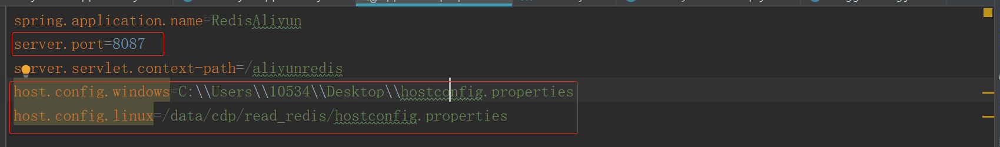 spring.application.name=RedisAliyun
server.port=8087
server.servlet.context-path=/aliyunredis
host.config.windows=C:\\Users\\10534\\Desktop\\hostconfig.properties
host.config.linux=/data/cdp/read_redis/hostconfig.properties